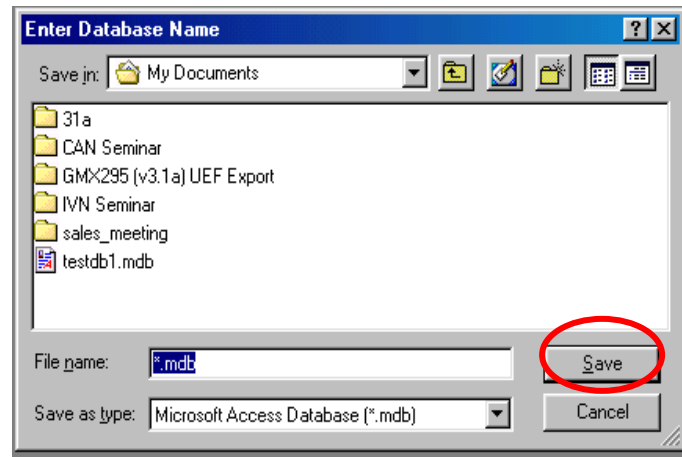 Enter Database Name
Save in: My Documents
31a
CAN Seminar
GMX295 (v3.1a) UEF Export
IVN Seminar
sales_meeting
testdb1.mdb
File name: *.mdb Save
Save as type: Microsoft Access Database (*.mdb) Cancel